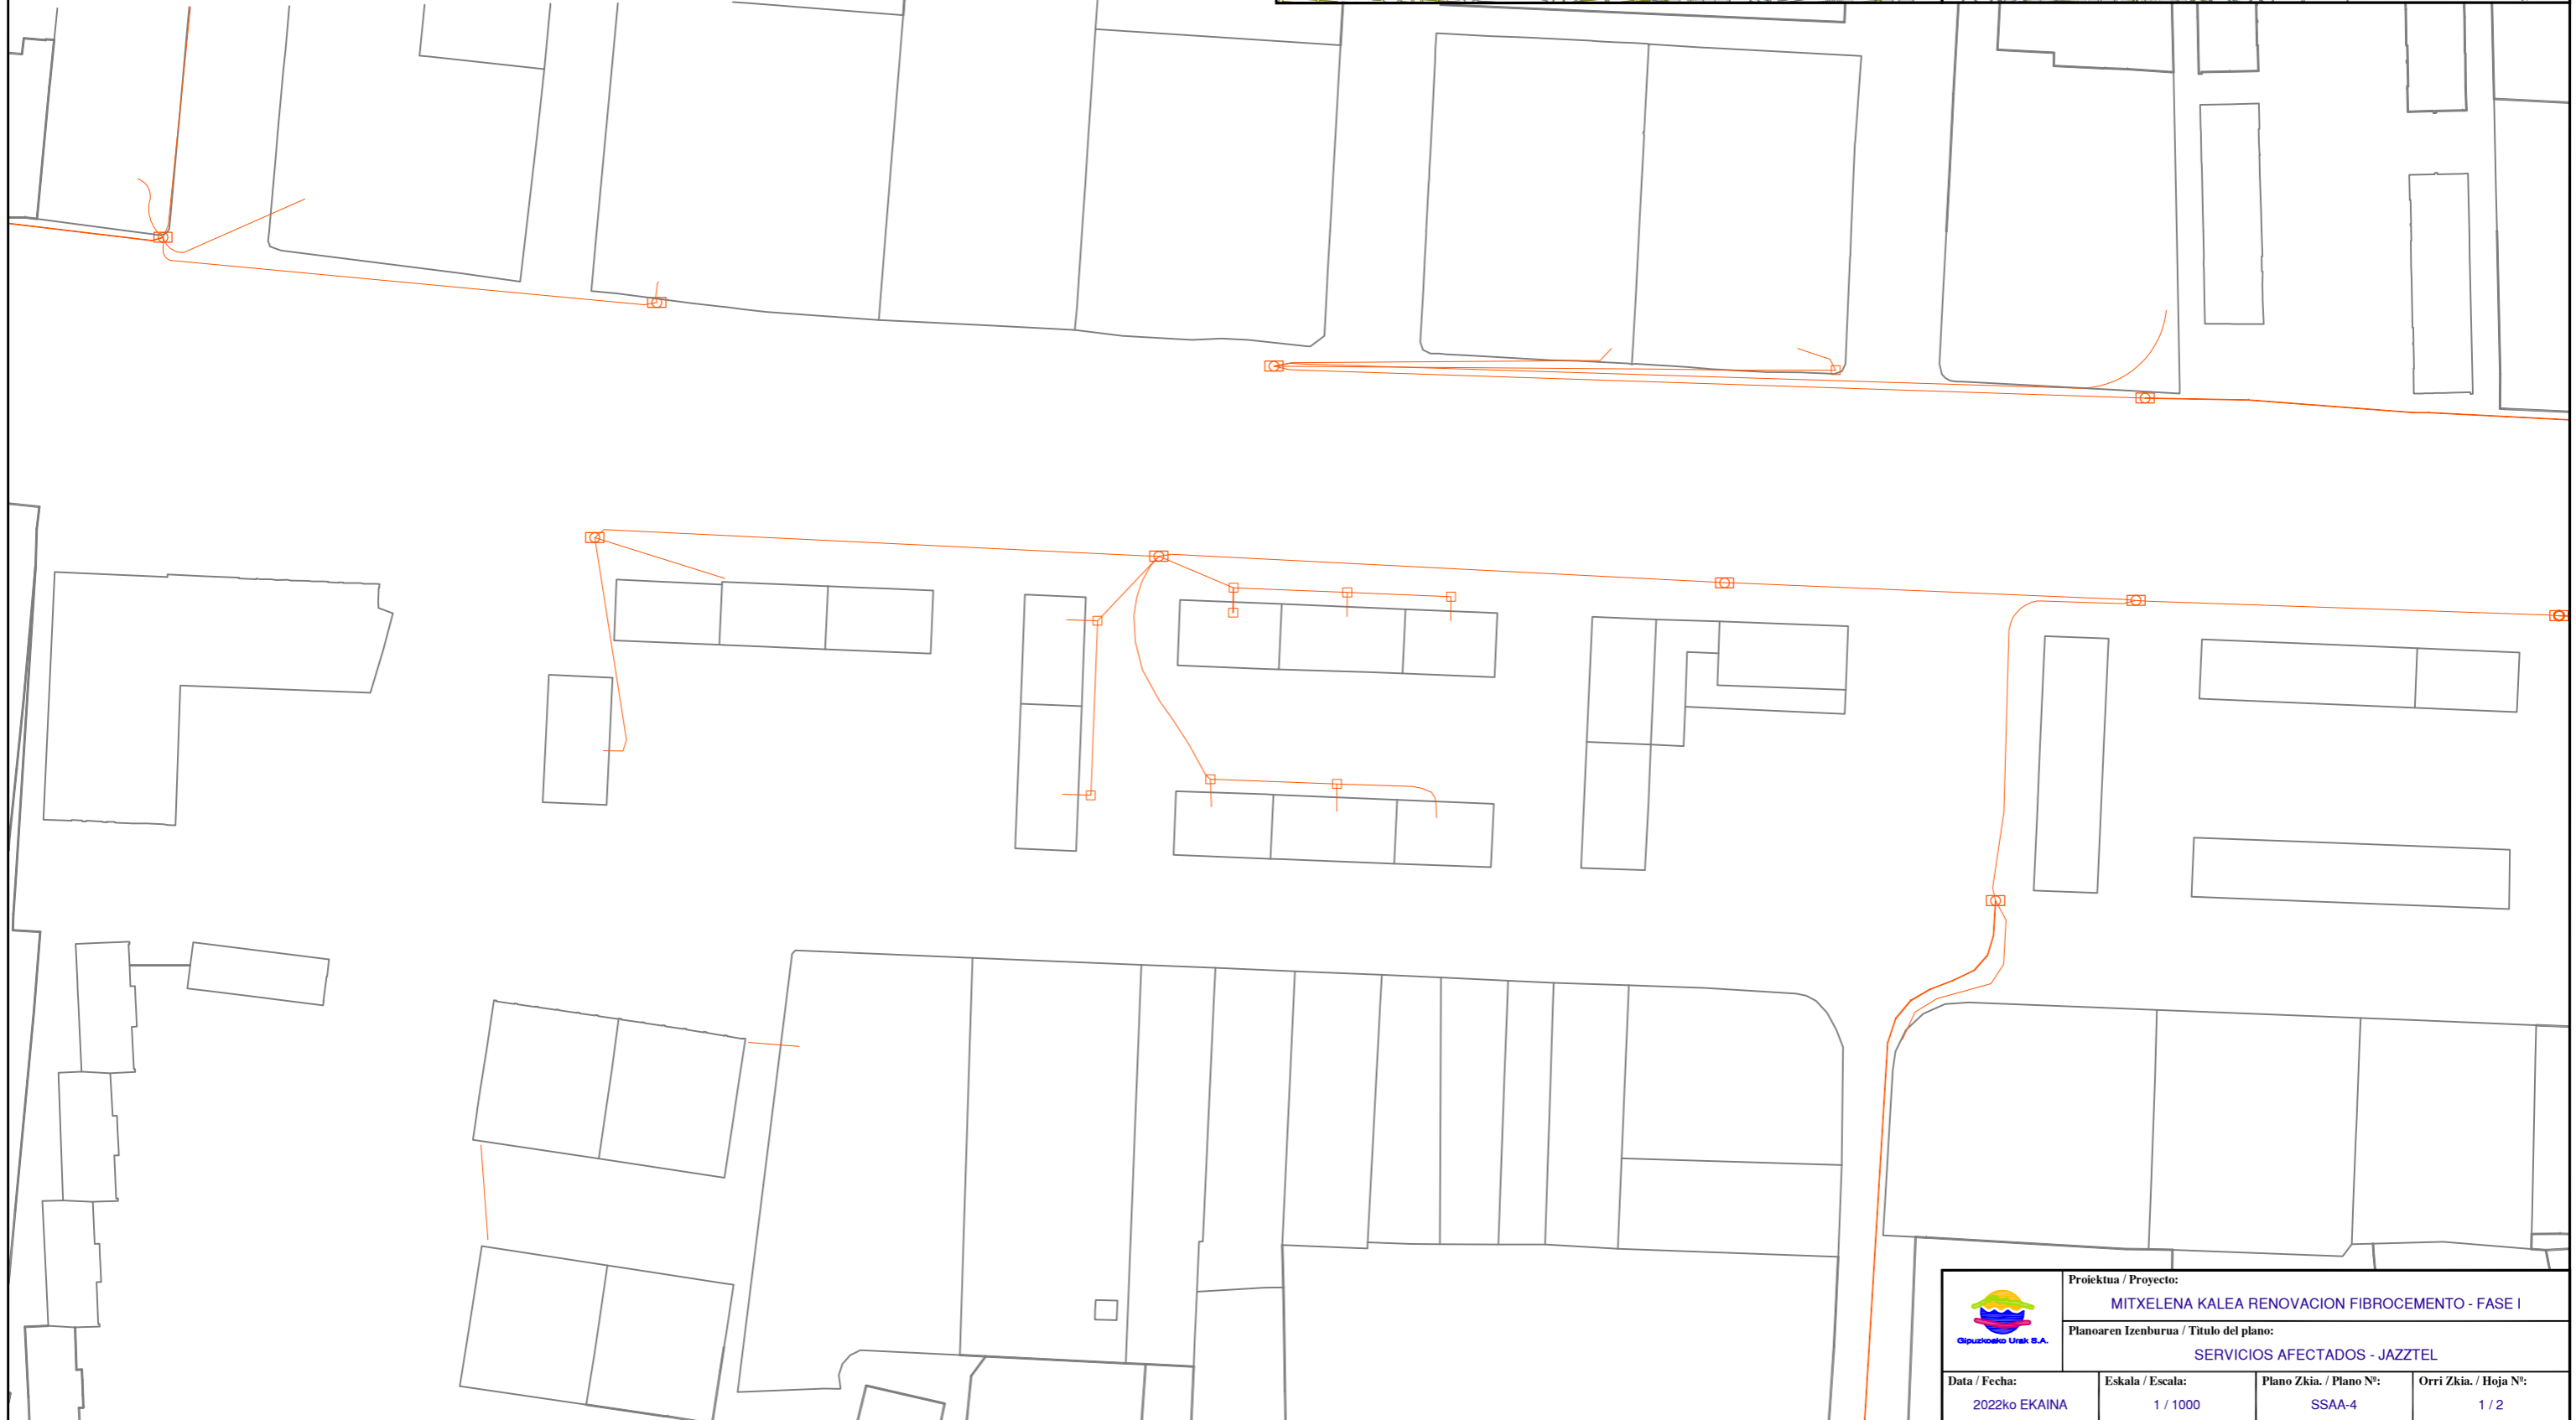 Proiektua / Proyecto:
MITXELENA KALEA RENOVACION FIBROCEMENTO - FASE I
Gipuzkoako Urak S.A.
Planoaren Izenburua / Titulo del plano:
SERVICIOS AFECTADOS - JAZZTEL
Data / Fecha:
2022ko EKAINA
Eskala / Escala:
1 / 1000
Plano Zkia. / Plano Nº:
SSAA-4
Orri Zkia. / Hoja Nº:
1 / 2